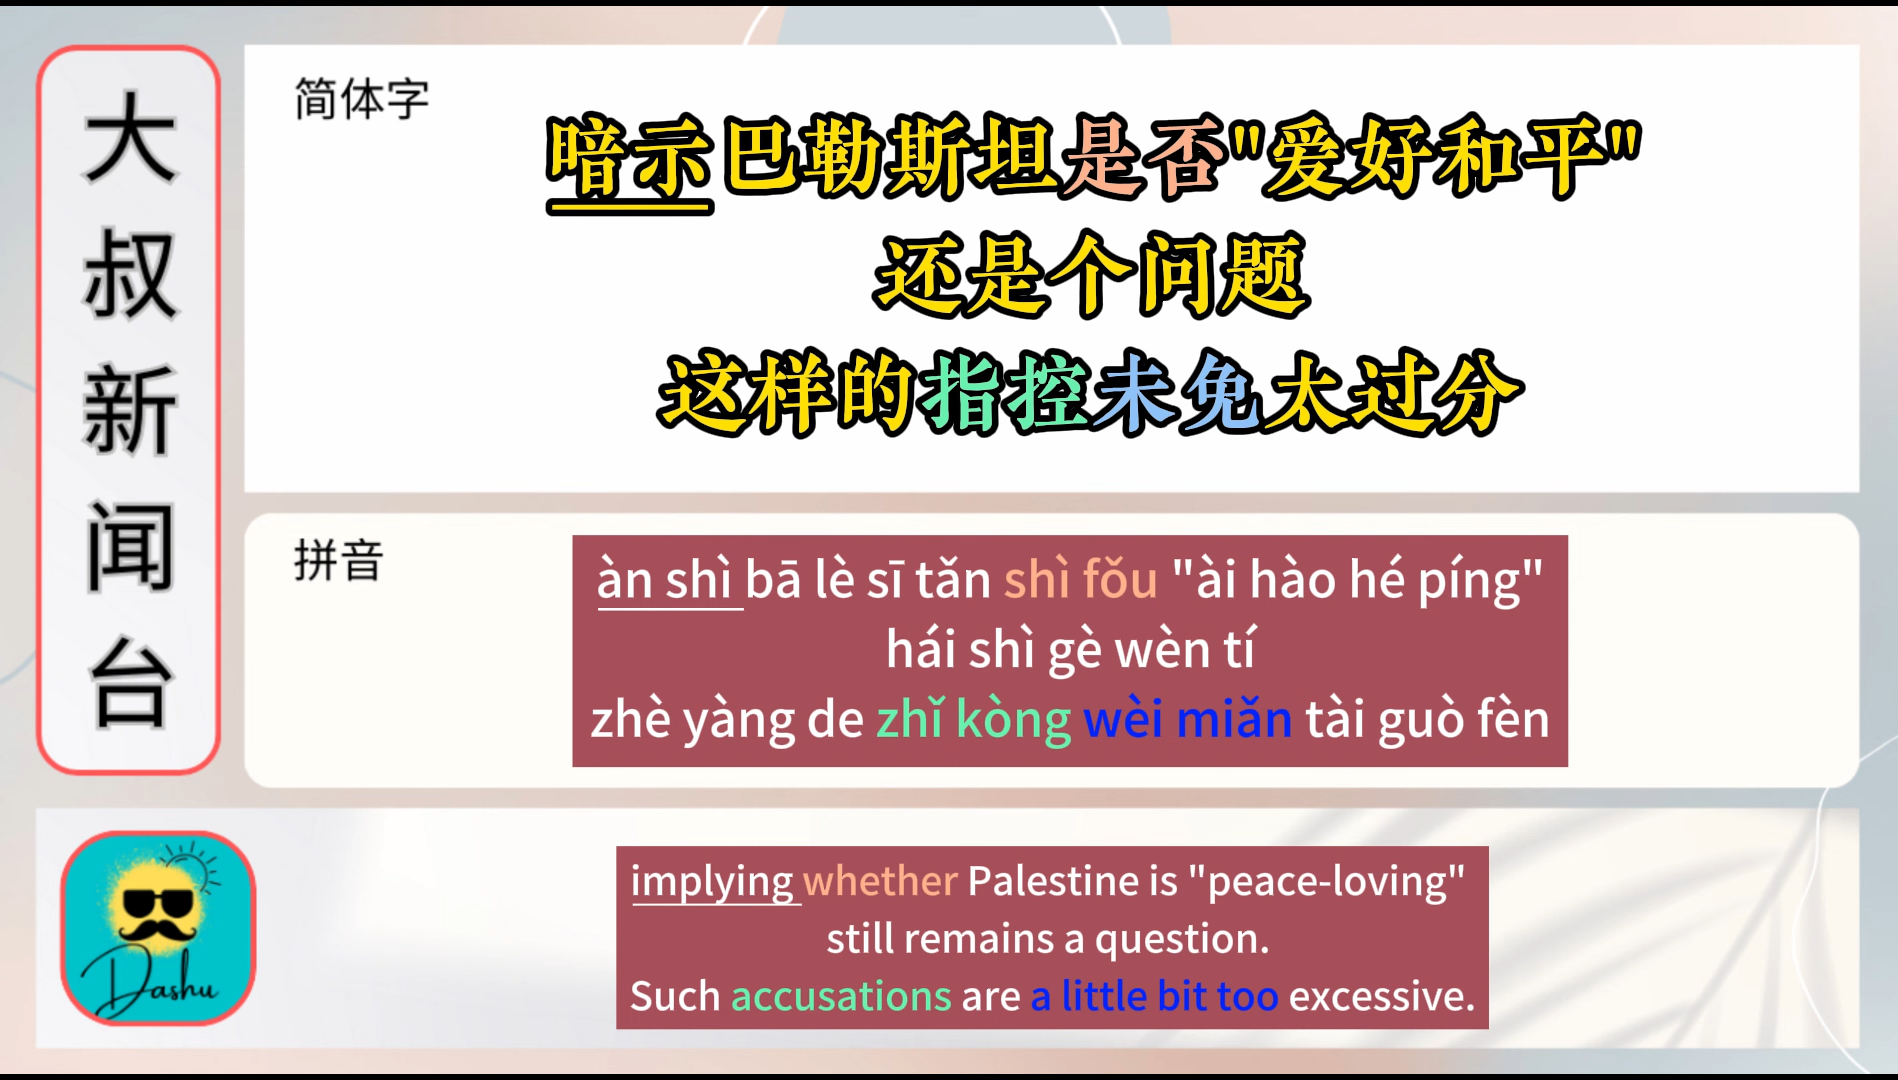 大叔新闻台
简体字
暗示巴勒斯坦是否"爱好和平"
还是个问题
这样的指控未免太过分
拼音
àn shì bā lè sī tǎn shì fǒu "ài hào hé píng"
hái shì gè wèn tí
zhè yàng de zhǐ kòng wèi miǎn tài guò fèn
Dashu
implying whether Palestine is "peace-loving"
still remains a question.
Such accusations are a little bit too excessive.